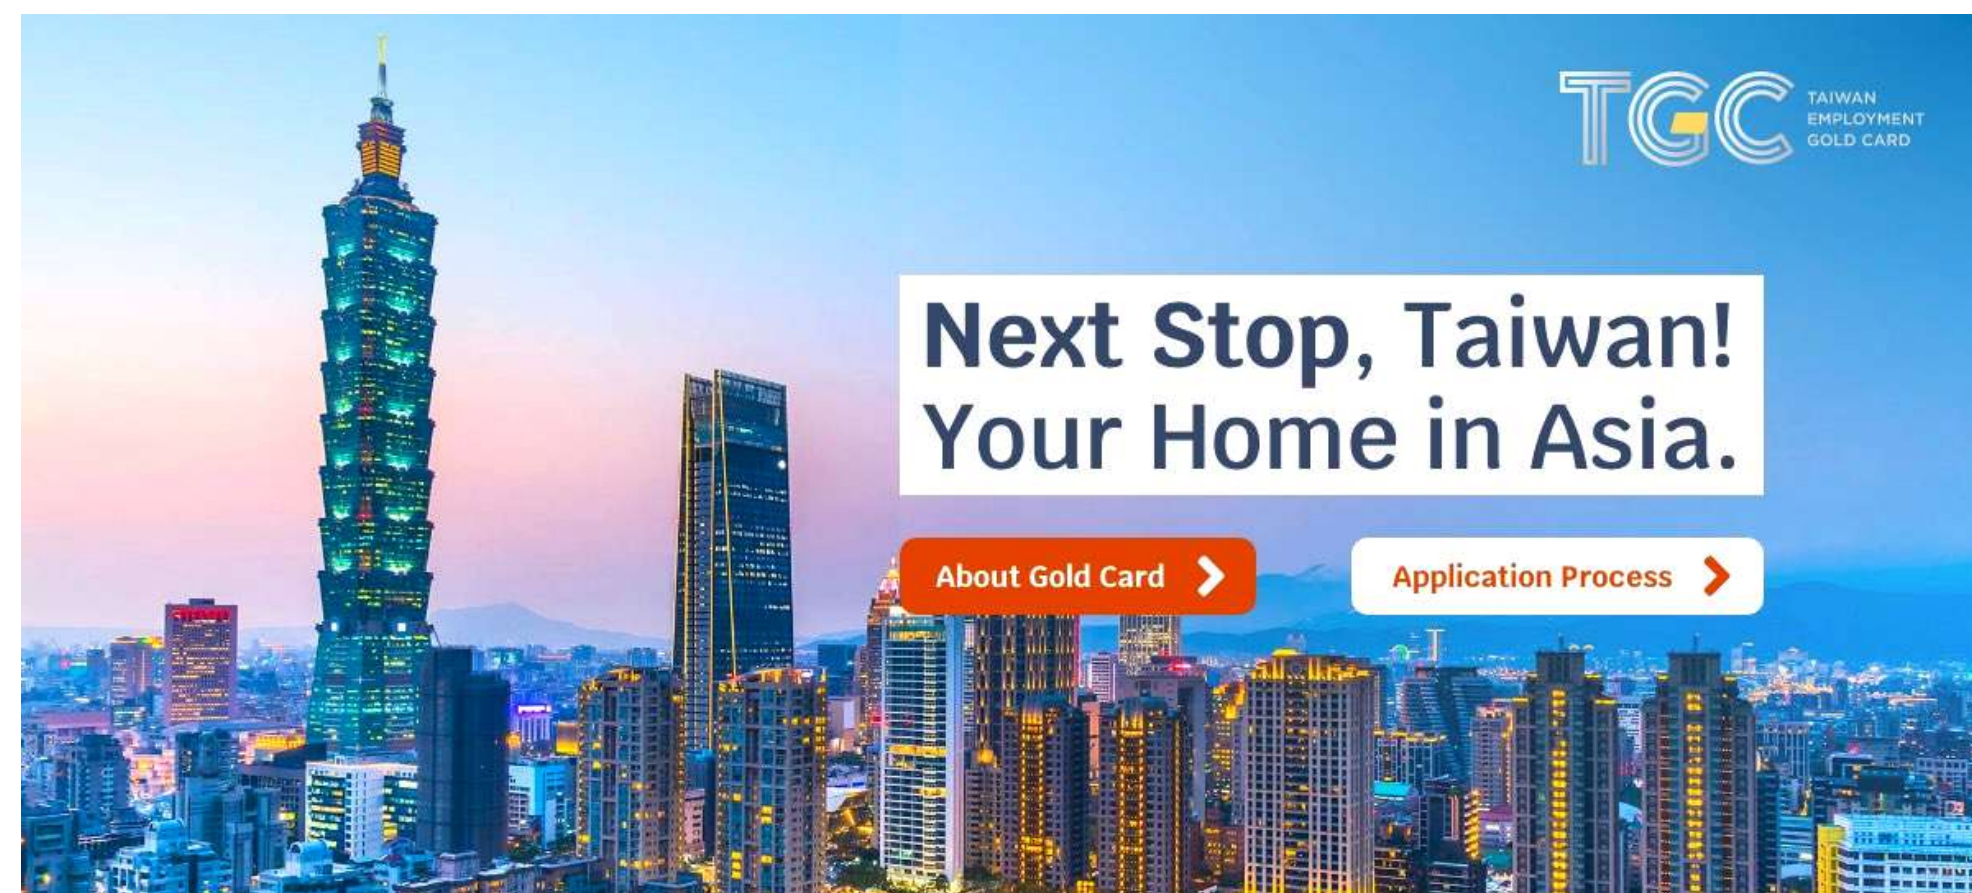 TGC
TAIWAN
EMPLOYMENT
GOLD CARD
Next Stop, Taiwan!
Your Home in Asia.
About Gold Card
Application Process